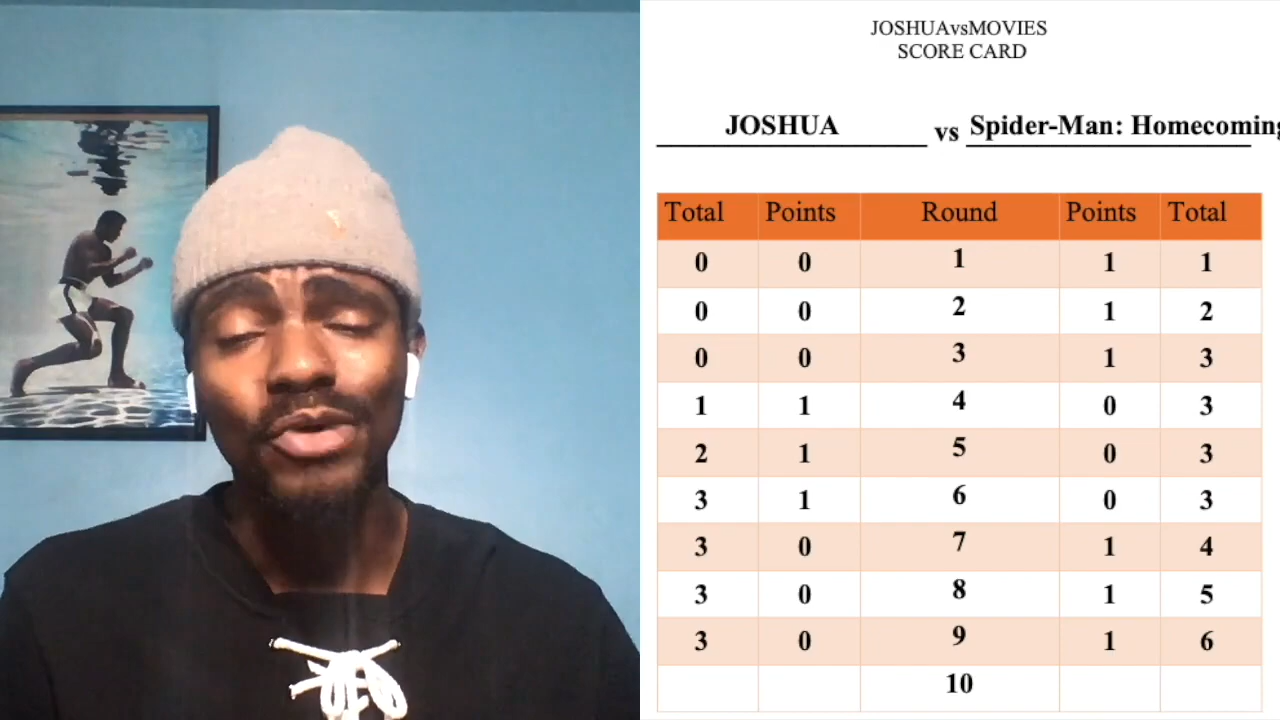 JOSHUAvsMOVIES
SCORE CARD
JOSHUA vs Spider-Man: Homecoming
Total Points Round Points Total
0 0 1 1 1
0 0 2 1 2
0 0 3 1 3
1 1 4 0 3
2 1 5 0 3
3 1 6 0 3
3 0 7 1 4
3 0 8 1 5
3 0 9 1 6
10